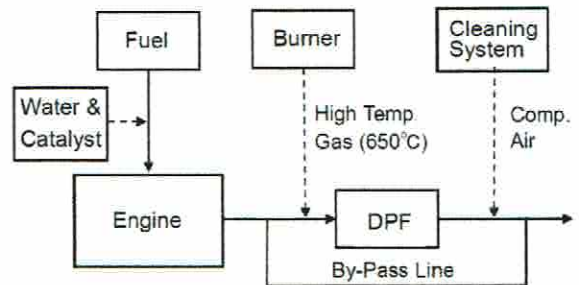 Fuel
Burner
Cleaning
System
Water &
Catalyst
High Temp.
Gas (650°C)
Comp.
Air
Engine
DPF
By-Pass Line